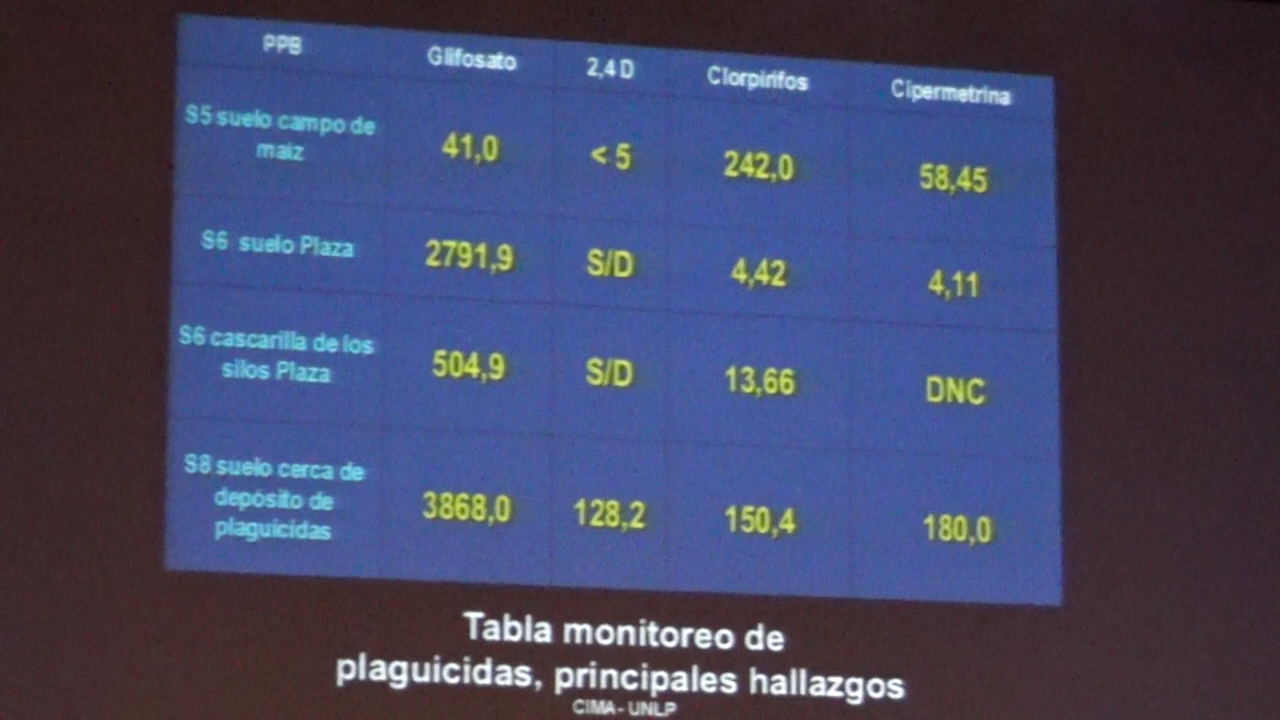 PPB Glifosato 2,4 D Clorpirifos Cipermetrina
S5 suelo campo de
maiz
41,0 < 5 242,0 58,45
S6 suelo Plaza 2791,9 S/D 4,42 4,11
S6 cascarilla de los
silos Plaza
504,9 S/D 13,66 DNC
S8 suelo cerca de
depósito de
plaguicidas
3868,0 128,2 150,4 180,0
Tabla monitoreo de
plaguicidas, principales hallazgos
CIMA- UNLP